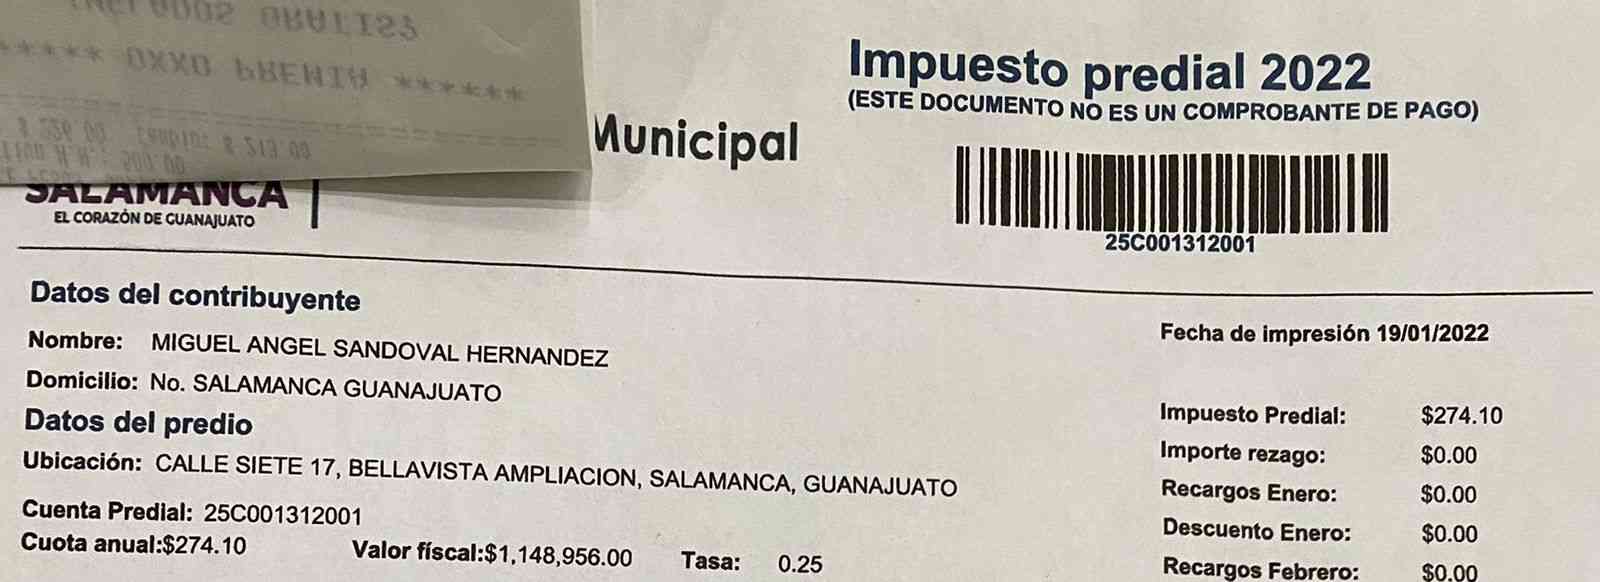 Impuesto predial 2022
(ESTE DOCUMENTO NO ES UN COMPROBANTE DE PAGO)
Municipal
SALAMANCA
EL CORAZÓN DE GUANAJUATO
25C001312001
Datos del contribuyente
Nombre: MIGUEL ANGEL SANDOVAL HERNANDEZ
Domicilio: No. SALAMANCA GUANAJUATO
Datos del predio
Ubicación: CALLE SIETE 17, BELLAVISTA AMPLIACION, SALAMANCA, GUANAJUATO
Cuenta Predial: 25C001312001
Cuota anual:$274.10 Valor físcal:$1,148,956.00 Tasa: 0.25
Fecha de impresión 19/01/2022
Impuesto Predial: $274.10
Importe rezago: $0.00
Recargos Enero: $0.00
Descuento Enero: $0.00
Recargos Febrero: $0.00